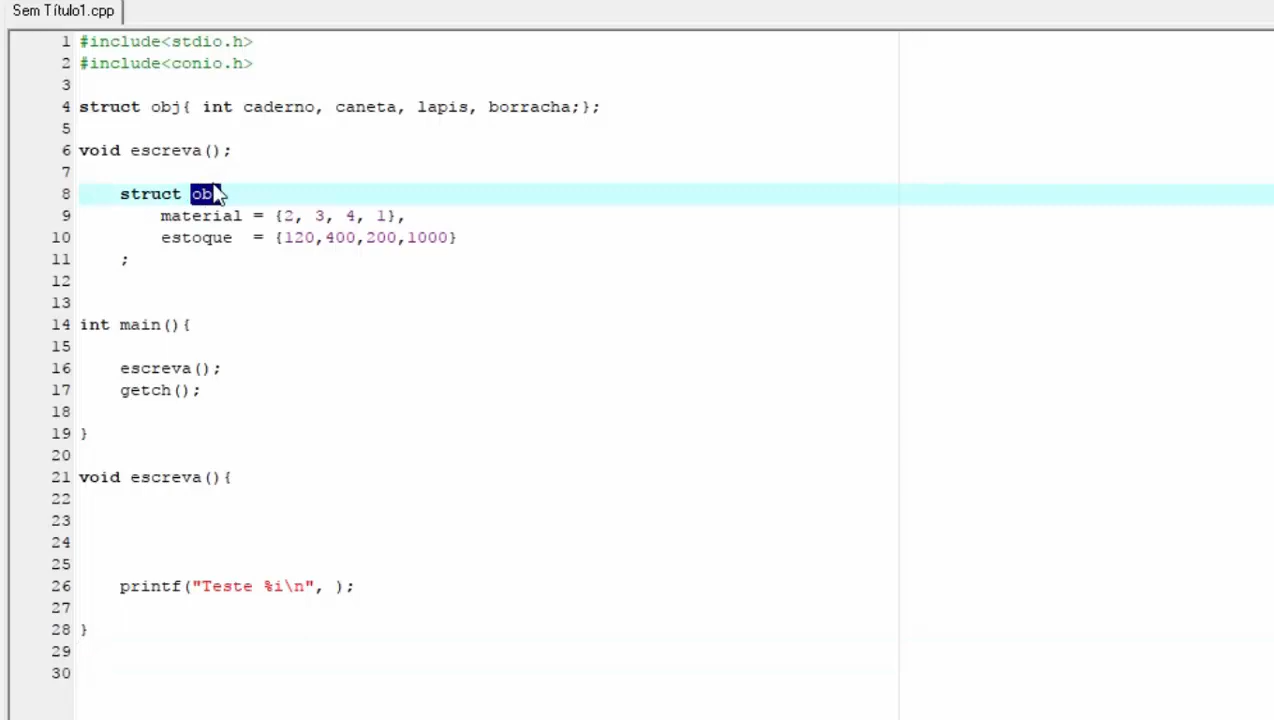 Sem Título1.cpp
1 #include<stdio.h>
2 #include<conio.h>
3
4 struct obj{ int caderno, caneta, lapis, borracha;};
5
6 void escreva();
7
8 struct obj
9 material = {2, 3, 4, 1},
10 estoque = {120,400,200,1000}
11 ;
12
13
14 int main(){
15
16 escreva();
17 getch();
18
19 }
20
21 void escreva(){
22
23
24
25
26 printf("Teste %i\n", );
27
28 }
29
30